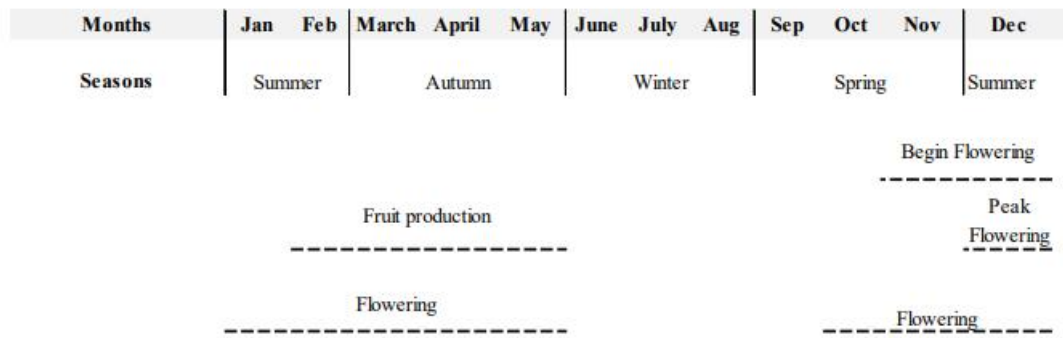 Months Jan Feb March April May June July Aug Sep Oct Nov Dec
Seasons Summer Autumn Winter Spring Summer
Begin Flowering
Peak
Fruit production
Flowering
Flowering
Flowering